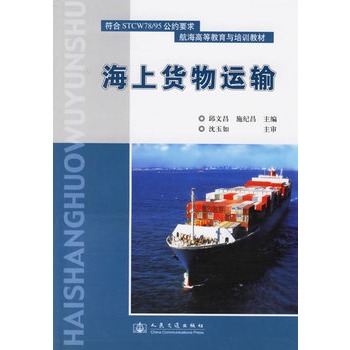 符合STCW78/95公约要求
航海高等教育与培训教材
海上货物运输
邱文昌 施纪昌 主编
沈玉如 主审
HAISHANGHUOWUYUNSHU
人民交通出版社
China Communications Press